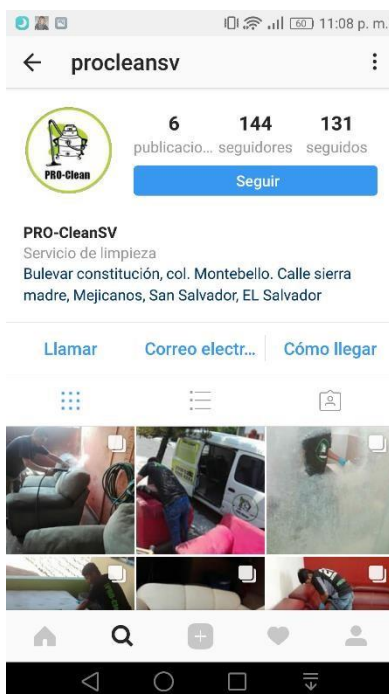 60 11:08 p. m.
procleansv
PRO-Clean
6 144 131
publicacio... seguidores seguidos
Seguir
PRO-CleanSV
Servicio de limpieza
Bulevar constitución, col. Montebello. Calle sierra
madre, Mejicanos, San Salvador, EL Salvador
Llamar Correo electr... Cómo llegar